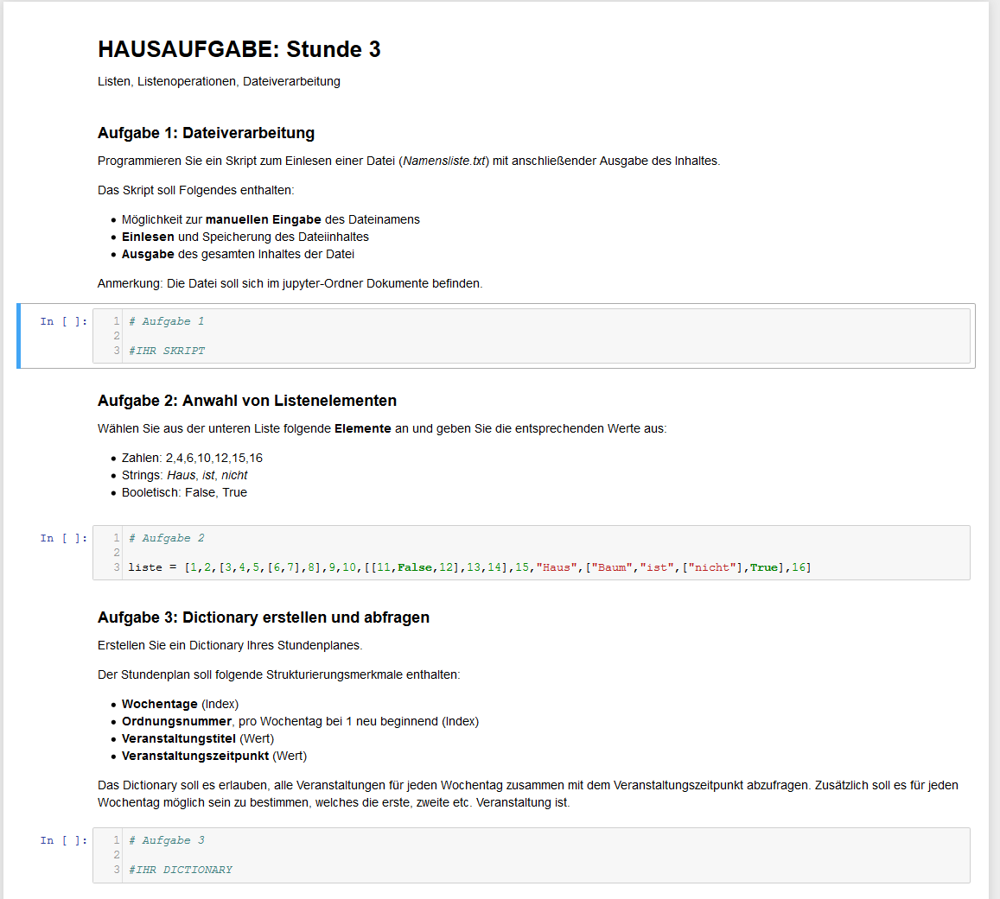 HAUSAUFGABE: Stunde 3
Listen, Listenoperationen, Dateiverarbeitung
Aufgabe 1: Dateiverarbeitung
Programmieren Sie ein Skript zum Einlesen einer Datei (Namensliste.txt) mit anschließender Ausgabe des Inhaltes.
Das Skript soll Folgendes enthalten:
• Möglichkeit zur manuellen Eingabe des Dateinamens
• Einlesen und Speicherung des Dateiinhaltes
• Ausgabe des gesamten Inhaltes der Datei
Anmerkung: Die Datei soll sich im jupyter-Ordner Dokumente befinden.
In [ ]: 1 # Aufgabe 1
2
3 #IHR SKRIPT
Aufgabe 2: Anwahl von Listenelementen
Wählen Sie aus der unteren Liste folgende Elemente an und geben Sie die entsprechenden Werte aus:
• Zahlen: 2,4,6,10,12,15,16
• Strings: Haus, ist, nicht
• Booletisch: False, True
In [ ]: 1 # Aufgabe 2
2
3 liste = [1,2,[3,4,5,[6,7],8],9,10,[[11,False,12],13,14],15,"Haus",["Baum","ist",["nicht"],True],16]
Aufgabe 3: Dictionary erstellen und abfragen
Erstellen Sie ein Dictionary Ihres Stundenplanes.
Der Stundenplan soll folgende Strukturierungsmerkmale enthalten:
• Wochentage (Index)
• Ordnungsnummer, pro Wochentag bei 1 neu beginnend (Index)
• Veranstaltungstitel (Wert)
• Veranstaltungszeitpunkt (Wert)
Das Dictionary soll es erlauben, alle Veranstaltungen für jeden Wochentag zusammen mit dem Veranstaltungszeitpunkt abzufragen. Zusätzlich soll es für jeden
Wochentag möglich sein zu bestimmen, welches die erste, zweite etc. Veranstaltung ist.
In [ ]: 1 # Aufgabe 3
2
3 #IHR DICTIONARY